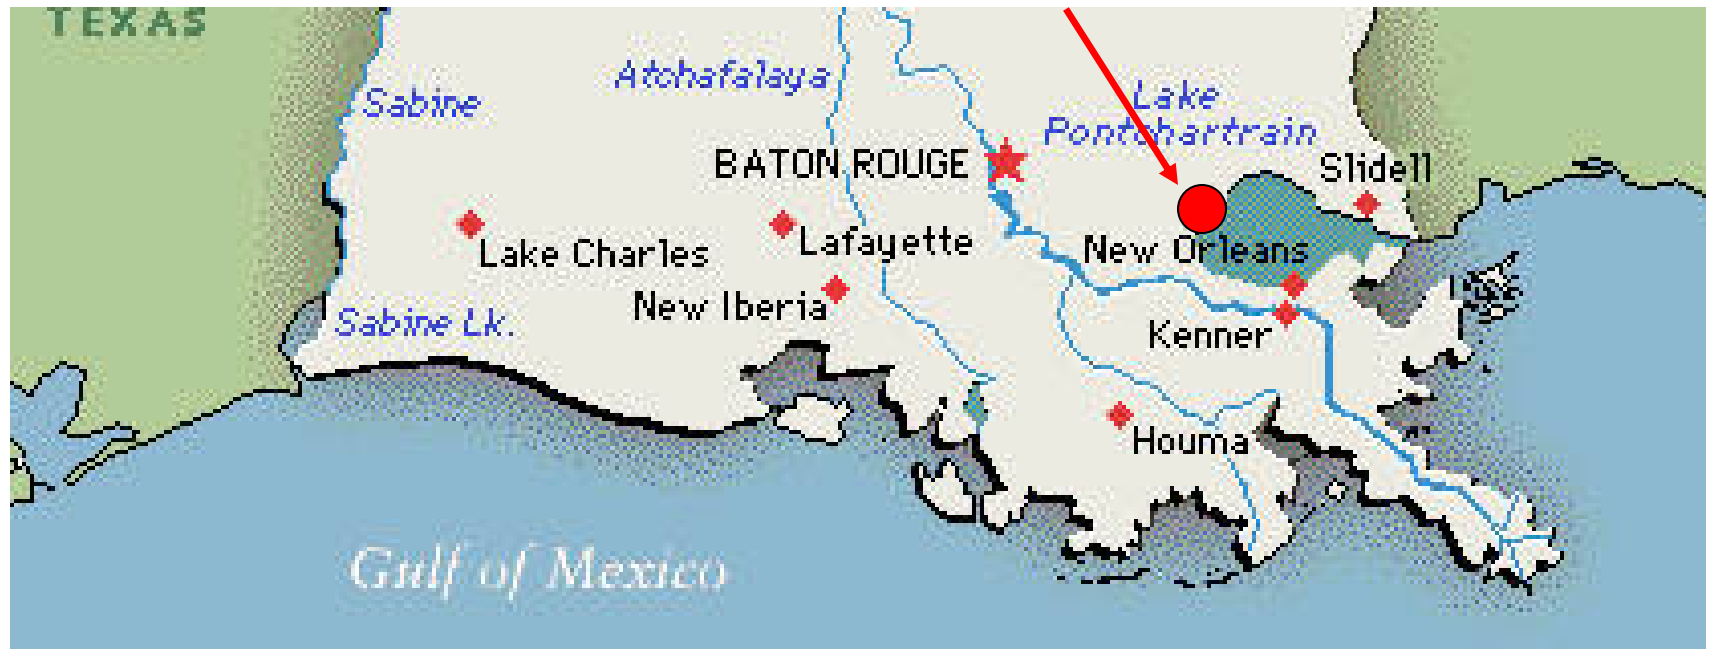 TEXAS
Atchafalaya
Sabine
Lake
Pontchartrain
BATON ROUGE
Slidell
Lake Charles
Lafayette
New Orleans
New Iberia
Sabine Lk.
Kenner
Houma
Gulf of Mexico